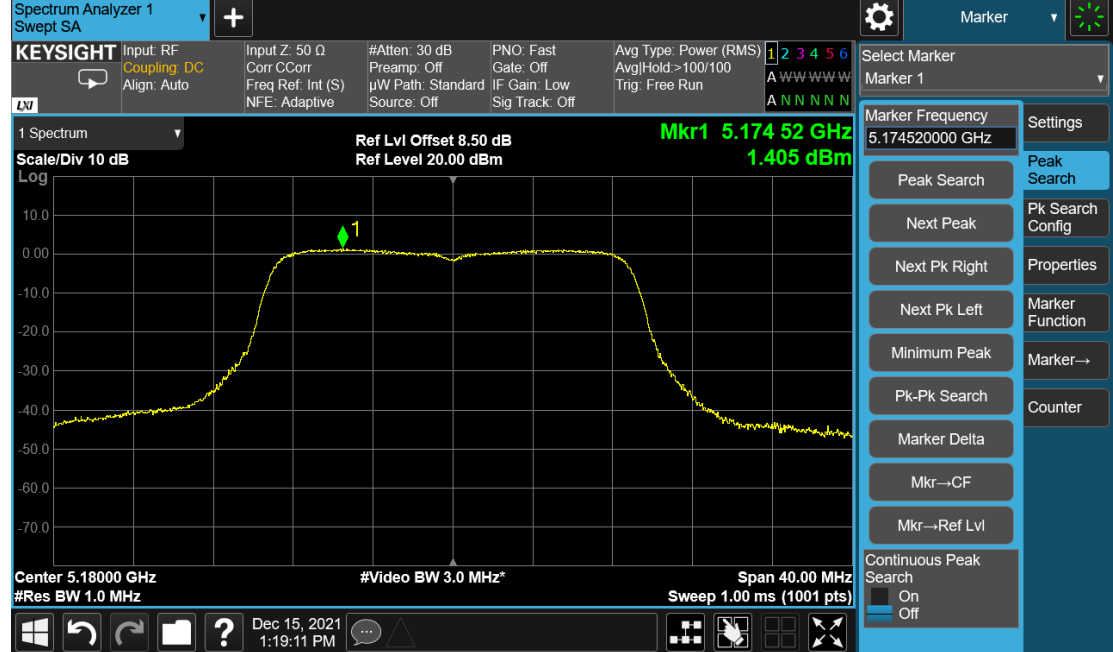 Spectrum Analyzer 1
Swept SA
Marker
KEYSIGHT
LXI
Input: RF
Coupling: DC
Align: Auto
Input Z: 50 Ω
Corr CCorr
Freq Ref: Int (S)
NFE: Adaptive
#Atten: 30 dB
Preamp: Off
µW Path: Standard
Source: Off
PNO: Fast
Gate: Off
IF Gain: Low
Sig Track: Off
Avg Type: Power (RMS)
Avg|Hold:>100/100
Trig: Free Run
1 2 3 4 5 6
A W W W W W
A N N N N N
1 Spectrum
Scale/Div 10 dB
Log
Ref Lvl Offset 8.50 dB
Ref Level 20.00 dBm
Mkr1 5.174 52 GHz
1.405 dBm
1
10.0
0.00
-10.0
-20.0
-30.0
-40.0
-50.0
-60.0
-70.0
Center 5.18000 GHz
#Res BW 1.0 MHz
#Video BW 3.0 MHz*
Span 40.00 MHz
Sweep 1.00 ms (1001 pts)
Select Marker
Marker 1
Marker Frequency
5.174520000 GHz
Peak Search
Next Peak
Next Pk Right
Next Pk Left
Minimum Peak
Pk-Pk Search
Marker Delta
Mkr→CF
Mkr→Ref Lvl
Continuous Peak
Search
On
Off
Settings
Peak
Search
Pk Search
Config
Properties
Marker
Function
Marker→
Counter
?
Dec 15, 2021
1:19:11 PM